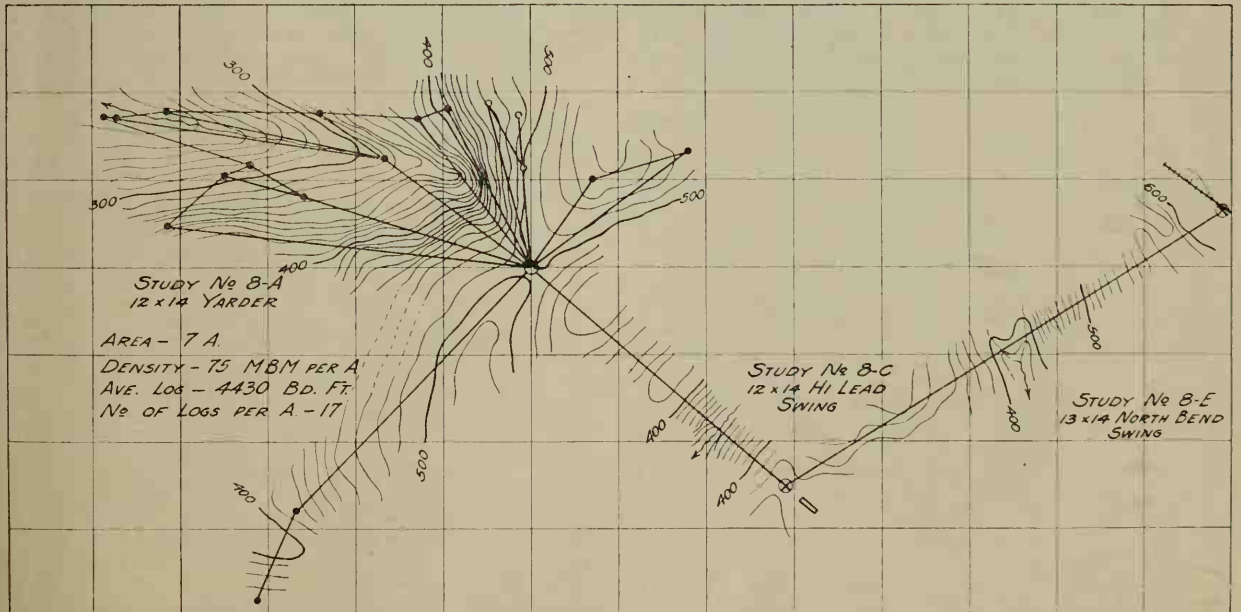 300
400
500
300
500
600
400
STUDY No 8-A
12 x 14 YARDER
AREA - 7 A.
DENSITY - 75 MBM PER A
AVE. LOG - 4430 BD. FT.
No OF LOGS PER A. - 17
500
400
400
400
STUDY No 8-C
12 x 14 HI LEAD
SWING
500
400
STUDY No 8-E
13 x 14 NORTH BEND
SWING